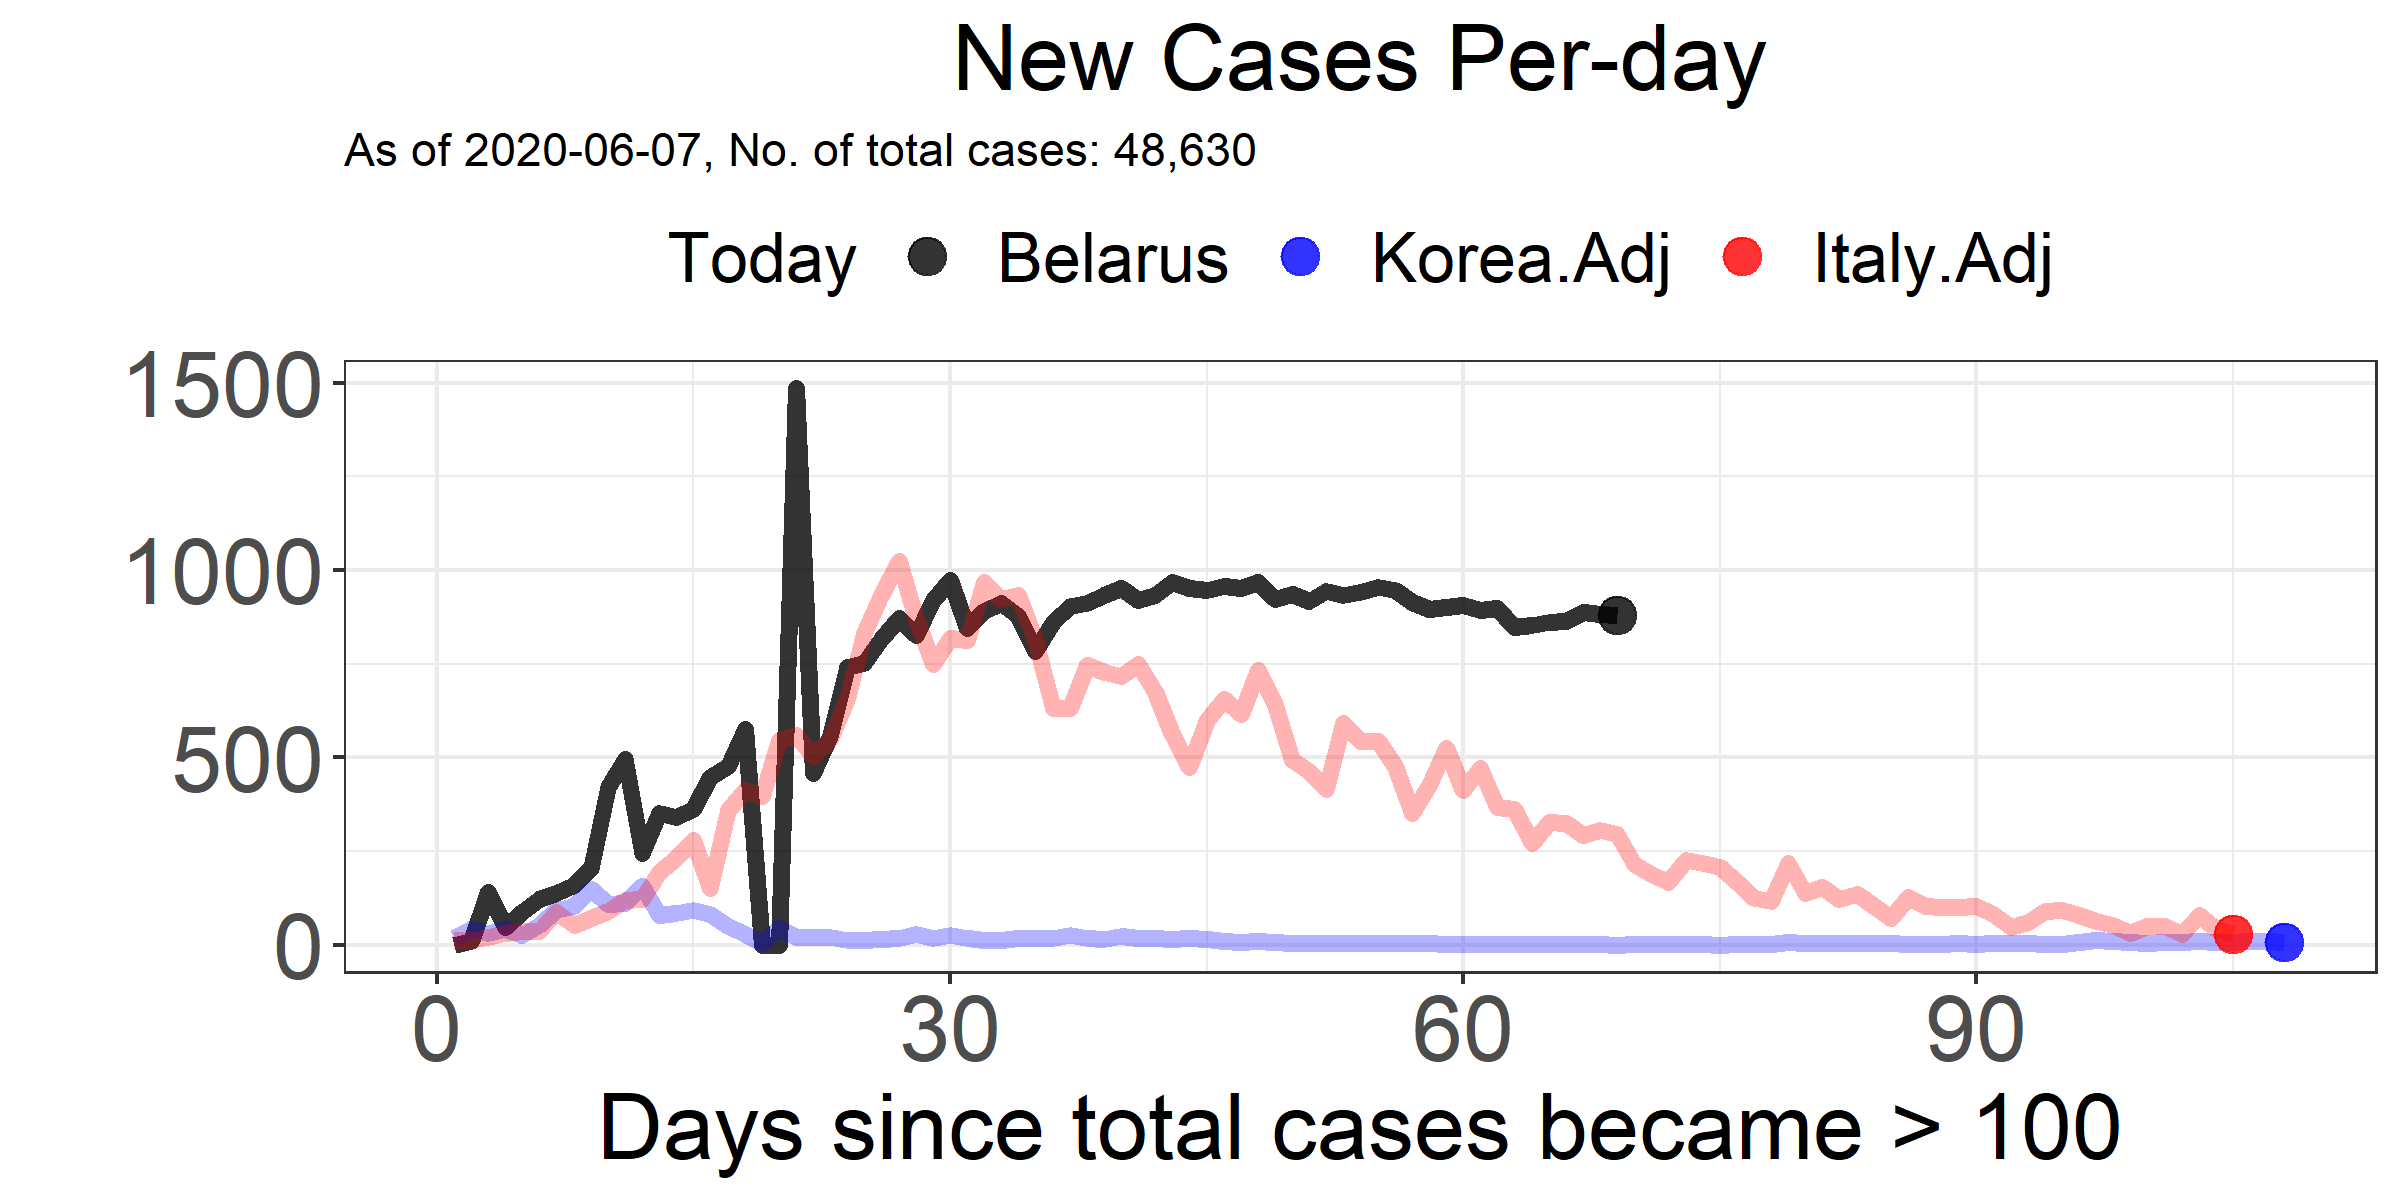 New Cases Per-day
As of 2020-06-07, No. of total cases: 48,630
Today Belarus Korea.Adj Italy.Adj
1500
1000
500
0
0 30 60 90
Days since total cases became > 100